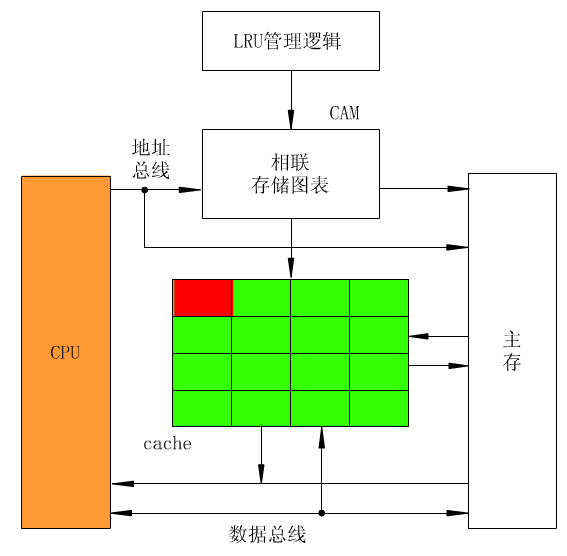 LRU管理逻辑
CAM
地址
总线
相联
存储图表
CPU
主
存
cache
数据总线